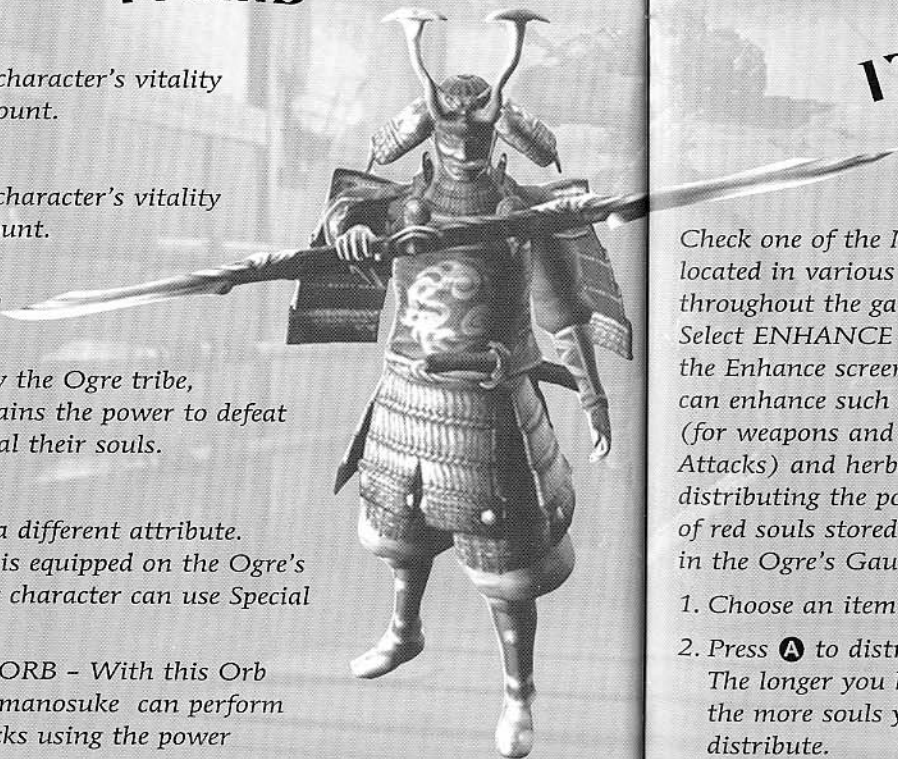 character's vitality
ount.
character's vitality
unt.
y the Ogre tribe,
ains the power to defeat
al their souls.
a different attribute.
is equipped on the Ogre's
character can use Special
ORB – With this Orb
manosuke can perform
cks using the power
IT
Check one of the M
located in various
throughout the ga
Select ENHANCE
the Enhance screen
can enhance such
(for weapons and
Attacks) and herb
distributing the po
of red souls stored
in the Ogre's Gau
1. Choose an item
2. Press A to distr
The longer you h
the more souls y
distribute.